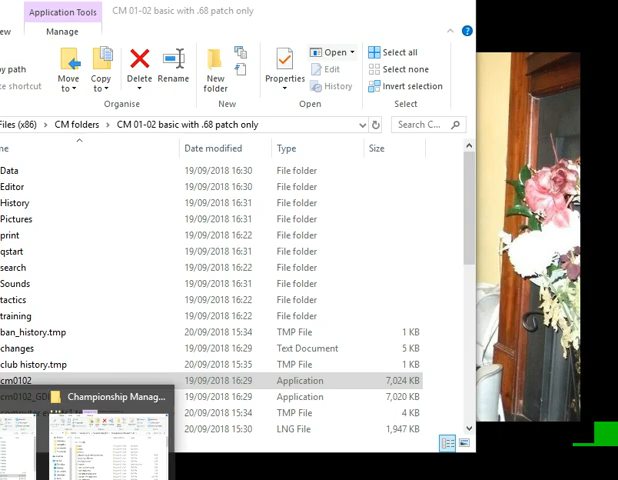 Application Tools
CM 01-02 basic with .68 patch only
ew
Manage
y path
e shortcut
Move to
Copy to
Delete
Rename
New folder
Properties
Open
Edit
History
Select all
Select none
Invert selection
Organise
New
Open
Select
Files (x86) › CM folders › CM 01-02 basic with .68 patch only
Search C...
ne Date modified Type Size
Data 19/09/2018 16:30 File folder
Editor 19/09/2018 16:30 File folder
History 19/09/2018 16:31 File folder
Pictures 19/09/2018 16:31 File folder
print 19/09/2018 16:22 File folder
qstart 19/09/2018 16:31 File folder
search 19/09/2018 16:22 File folder
Sounds 19/09/2018 16:31 File folder
tactics 19/09/2018 16:22 File folder
training 19/09/2018 16:22 File folder
ban_history.tmp 20/09/2018 15:34 TMP File 1 KB
changes 19/09/2018 16:22 Text Document 5 KB
club history.tmp 20/09/2018 15:35 TMP File 1 KB
cm0102 19/09/2018 16:29 Application 7,024 KB
19/09/2018 16:29 Application 7,020 KB
Championship Manag...
20/09/2018 15:34 TMP File 4 KB
20/09/2018 15:30 LNG File 1,947 KB